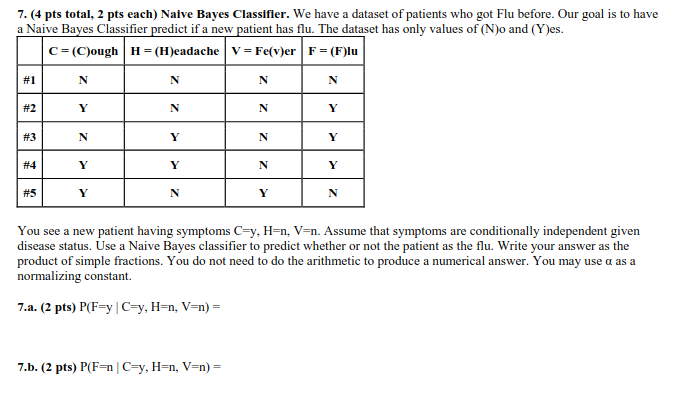 7. (4 pts total, 2 pts each) Naive Bayes Classifier. We have a dataset of patients who got Flu before. Our goal is to have
a Naive Bayes Classifier predict if a new patient has flu. The dataset has only values of (N)o and (Y)es.
C = (C)ough H = (H)eadache V = Fe(v)er F = (F)lu
#1 N N N N
#2 Y N N Y
#3 N Y N Y
#4 Y Y N Y
#5 Y N Y N
You see a new patient having symptoms C=y, H=n, V=n. Assume that symptoms are conditionally independent given
disease status. Use a Naive Bayes classifier to predict whether or not the patient as the flu. Write your answer as the
product of simple fractions. You do not need to do the arithmetic to produce a numerical answer. You may use α as a
normalizing constant.
7.a. (2 pts) P(F=y | C=y, H=n, V=n) =
7.b. (2 pts) P(F=n | C=y, H=n, V=n) =